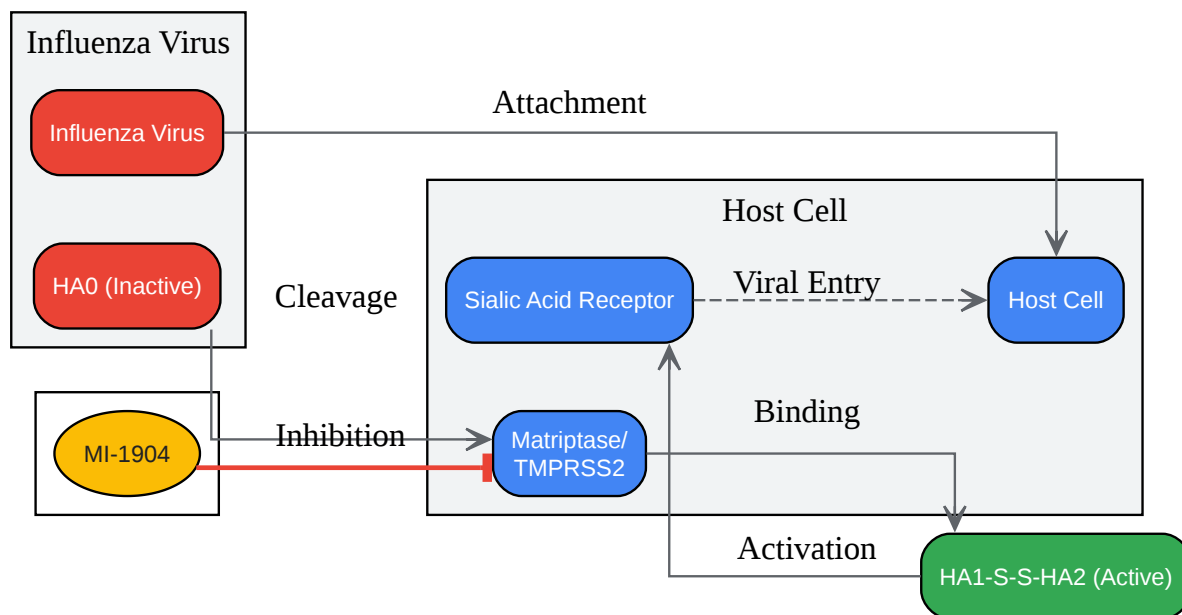 Influenza Virus
Influenza Virus
Attachment
Host Cell
HA0 (Inactive)
Cleavage
Sialic Acid Receptor
Viral Entry
Host Cell
MI-1904
Inhibition
Matriptase/
TMPRSS2
Binding
Activation
HA1-S-S-HA2 (Active)